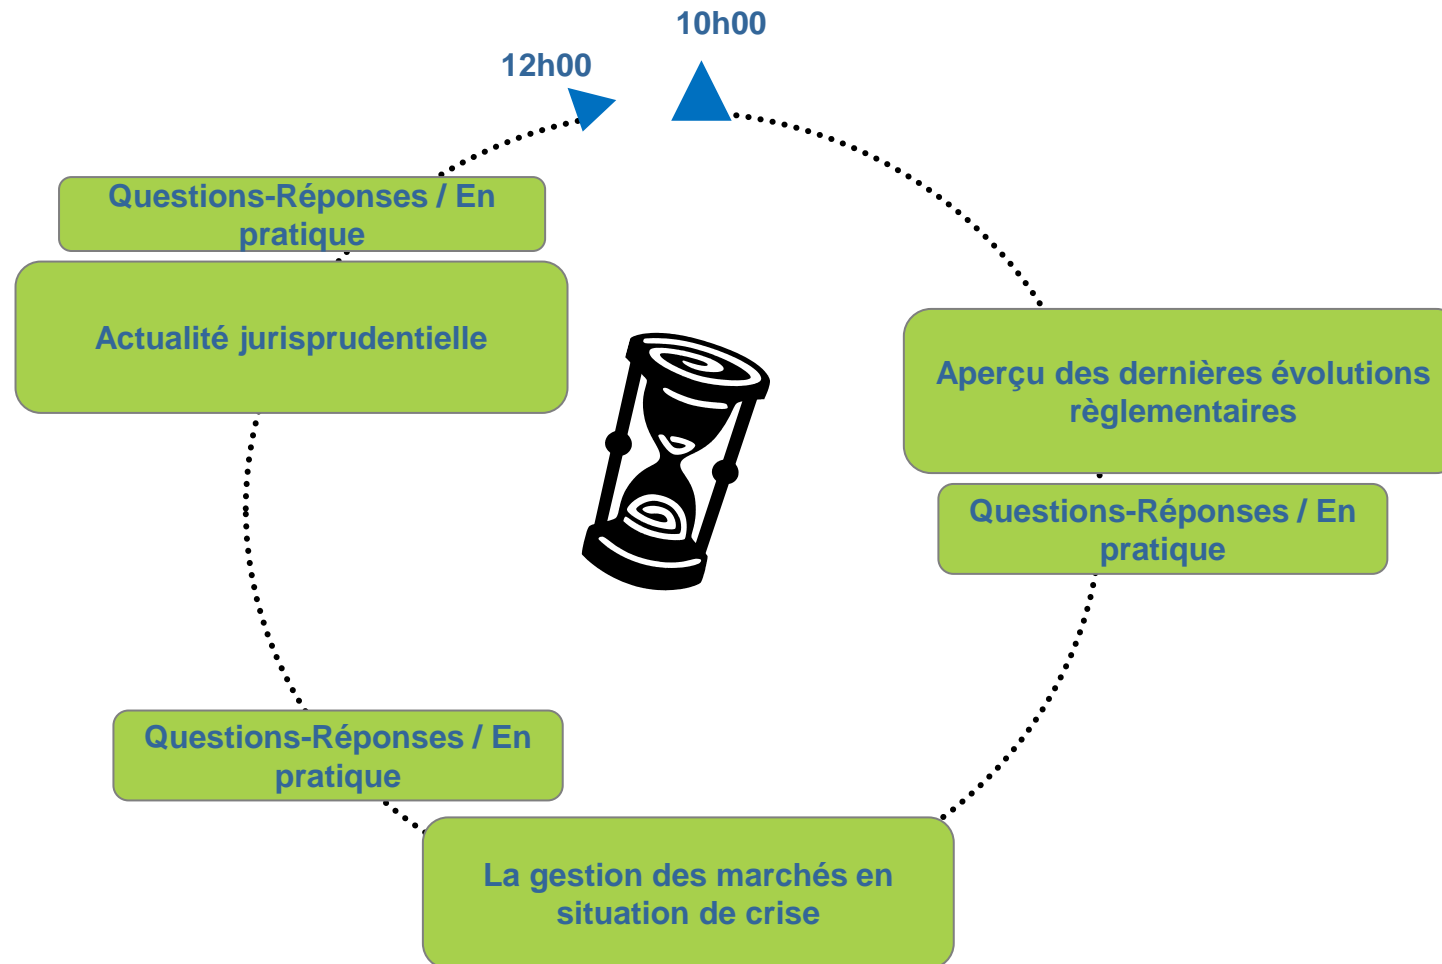 10h00
12h00
Aperçu des dernières évolutions
règlementaires
Questions-Réponses / En
pratique
La gestion des marchés en
situation de crise
Questions-Réponses / En
pratique
Actualité jurisprudentielle
Questions-Réponses / En
pratique